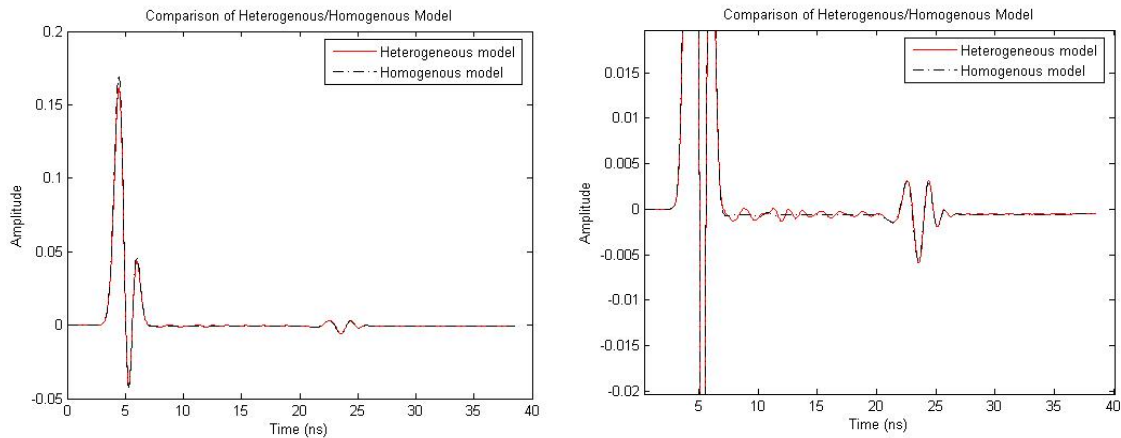 Comparison of Heterogenous/Homogenous Model
0.2
0.15
0.1
0.05
0
-0.05
Amplitude
Heterogeneous model
Homogenous model
0 5 10 15 20 25 30 35 40
Time (ns)
Comparison of Heterogenous/Homogenous Model
0.015
0.01
0.005
0
-0.005
-0.01
-0.015
-0.02
Amplitude
Heterogeneous model
Homogenous model
5 10 15 20 25 30 35 40
Time (ns)